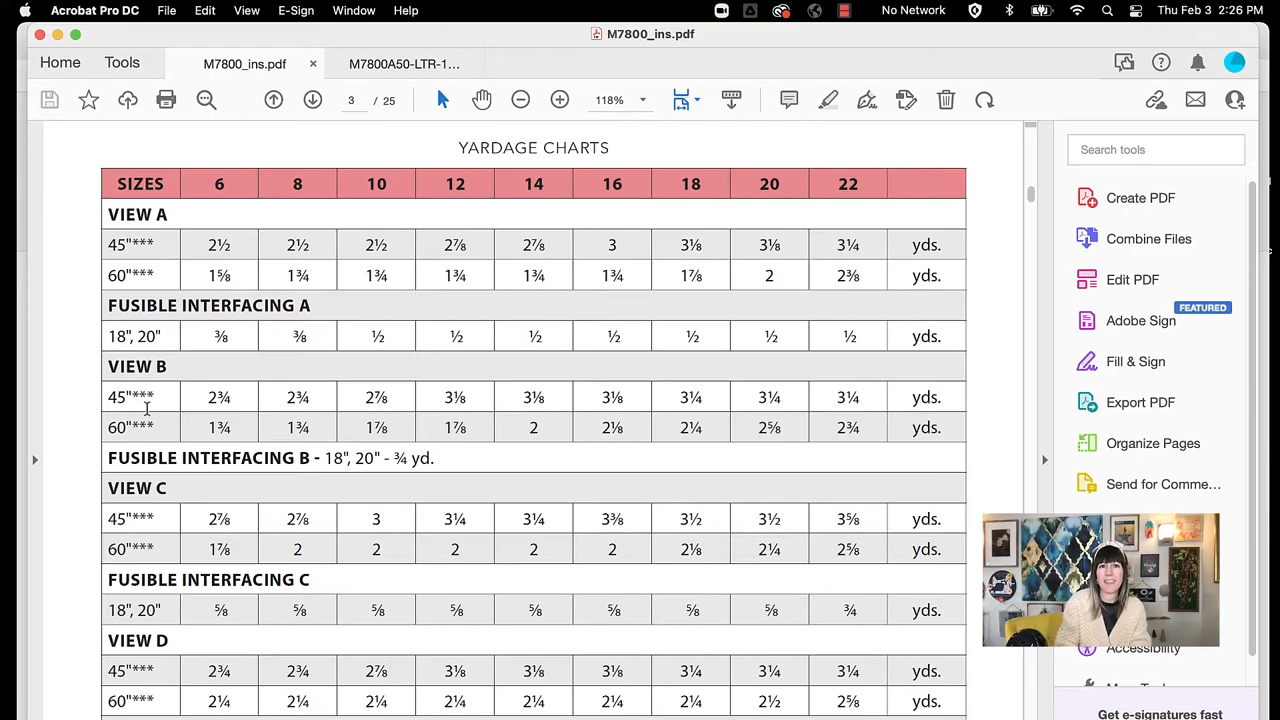 Acrobat Pro DC File Edit View E-Sign Window Help No Network Thu Feb 3 2:26 PM
M7800_ins.pdf
Home Tools M7800_ins.pdf × M7800A50-LTR-1...
3 / 25 118%
YARDAGE CHARTS
SIZES 6 8 10 12 14 16 18 20 22
VIEW A
45"*** 2½ 2½ 2½ 2⅞ 2⅞ 3 3⅛ 3⅛ 3¼ yds.
60"*** 1⅝ 1¾ 1¾ 1¾ 1¾ 1¾ 1⅞ 2 2⅜ yds.
FUSIBLE INTERFACING A
18", 20" ⅜ ⅜ ½ ½ ½ ½ ½ ½ ½ yds.
VIEW B
45"*** 2¾ 2¾ 2⅞ 3⅛ 3⅛ 3⅛ 3¼ 3¼ 3¼ yds.
60"*** 1¾ 1¾ 1⅞ 1⅞ 2 2⅛ 2¼ 2⅝ 2¾ yds.
FUSIBLE INTERFACING B - 18", 20" - ¾ yd.
VIEW C
45"*** 2⅞ 2⅞ 3 3¼ 3¼ 3⅜ 3½ 3½ 3⅝ yds.
60"*** 1⅞ 2 2 2 2 2 2⅛ 2¼ 2⅝ yds.
FUSIBLE INTERFACING C
18", 20" ⅝ ⅝ ⅝ ⅝ ⅝ ⅝ ⅝ ⅝ ¾ yds.
VIEW D
45"*** 2¾ 2¾ 2⅞ 3⅛ 3⅛ 3⅛ 3¼ 3¼ 3¼ yds.
60"*** 2¼ 2¼ 2¼ 2¼ 2¼ 2¼ 2¼ 2½ 2⅝ yds.
Search tools
Create PDF
Combine Files
Edit PDF
FEATURED
Adobe Sign
Fill & Sign
Export PDF
Organize Pages
Send for Comme...
Accessibility
Get e-signatures fast